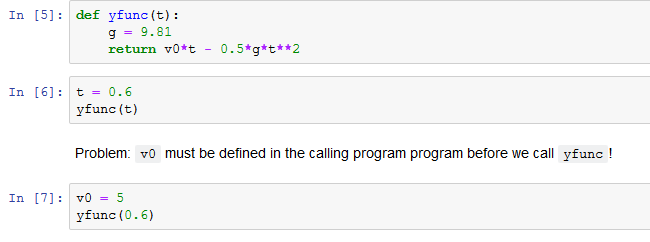 In [5]: def yfunc(t):
g = 9.81
return v0*t - 0.5*g*t**2
In [6]: t = 0.6
yfunc(t)
Problem: v0 must be defined in the calling program program before we call yfunc !
In [7]: v0 = 5
yfunc(0.6)